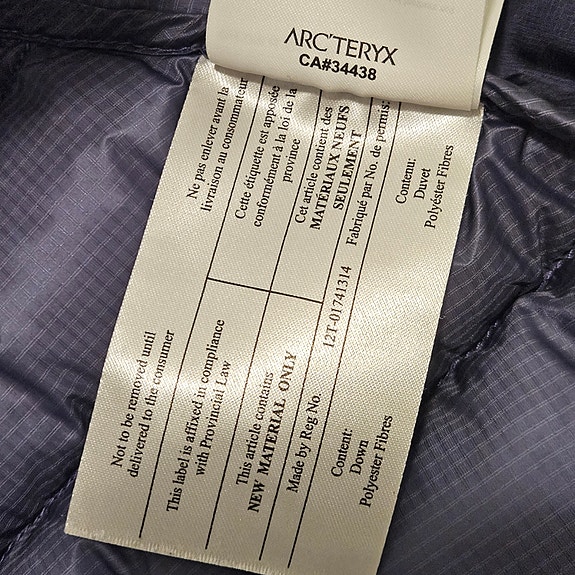 ARC'TERYX
CA#34438
Not to be removed until
delivered to the consumer
Ne pas enlever avant la
livraison au consommateur
This label is affixed in compliance
with Provincial Law
Cette étiquette est apposée
conformément à la loi de la
province
This article contains
NEW MATERIAL ONLY
Cet article contient des
MATÉRIAUX NEUFS
SEULEMENT
Made by Reg No. 12T-01741314 Fabriqué par No. de permis:
Content:
Down
Polyester Fibres
Contenu:
Duvet
Polyéster Fibres